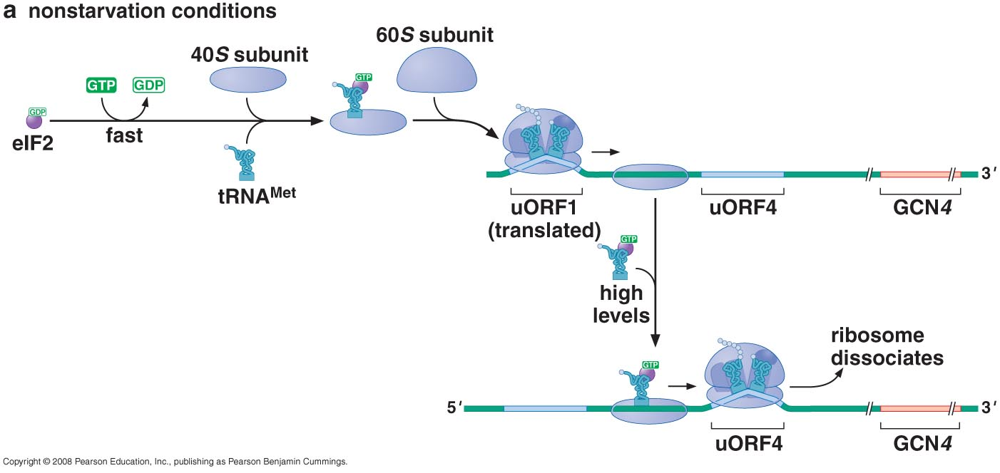 a nonstarvation conditions
60S subunit
40S subunit
GTP
GTP GDP
GDP
fast
eIF2
tRNAMet
3′
uORF1
(translated)
uORF4
GCN4
GTP
high
levels
ribosome
dissociates
GTP
5′
3′
uORF4
GCN4
Copyright © 2008 Pearson Education, Inc., publishing as Pearson Benjamin Cummings.